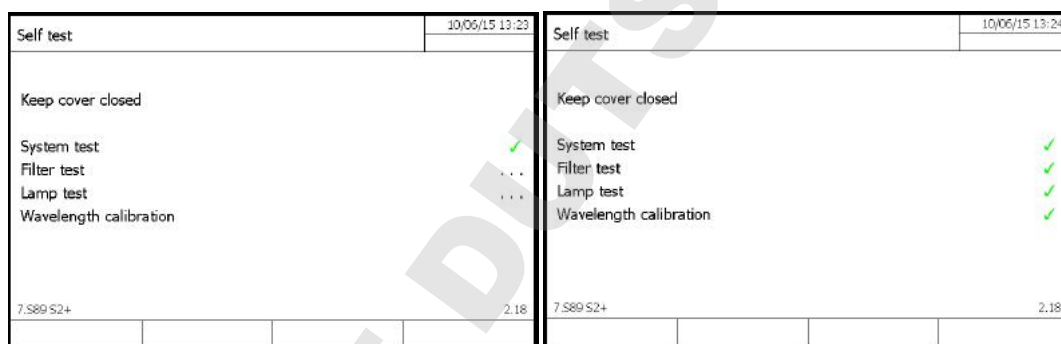 Self test
10/06/15 13:23
Keep cover closed
System test ✓
Filter test ...
Lamp test ...
Wavelength calibration
7.S89 S2+
2.18
Self test
10/06/15 13:24
Keep cover closed
System test ✓
Filter test ✓
Lamp test ✓
Wavelength calibration ✓
7.S89 S2+
2.18
DUTS